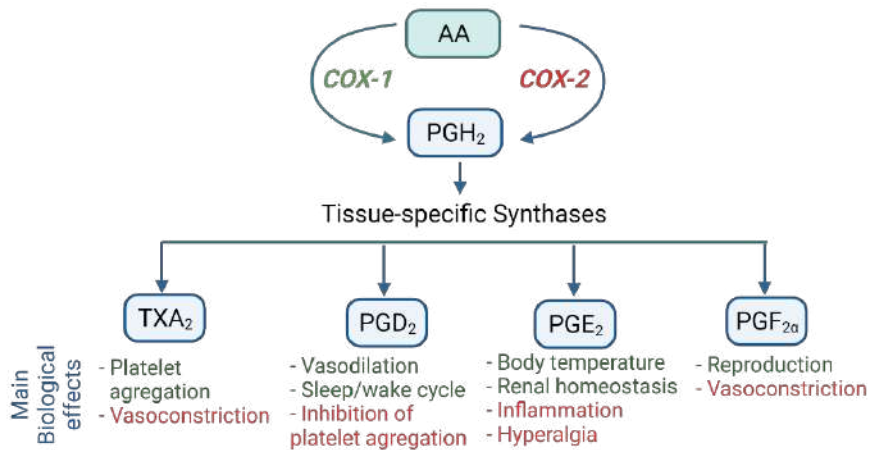 AA
COX-1
COX-2
PGH₂
Tissue-specific Synthases
TXA₂
PGD₂
PGE₂
PGF₂α
Main
Biological
effects
- Platelet
agregation
- Vasoconstriction
- Vasodilation
- Sleep/wake cycle
- Inhibition of
platelet agregation
- Body temperature
- Renal homeostasis
- Inflammation
- Hyperalgia
- Reproduction
- Vasoconstriction